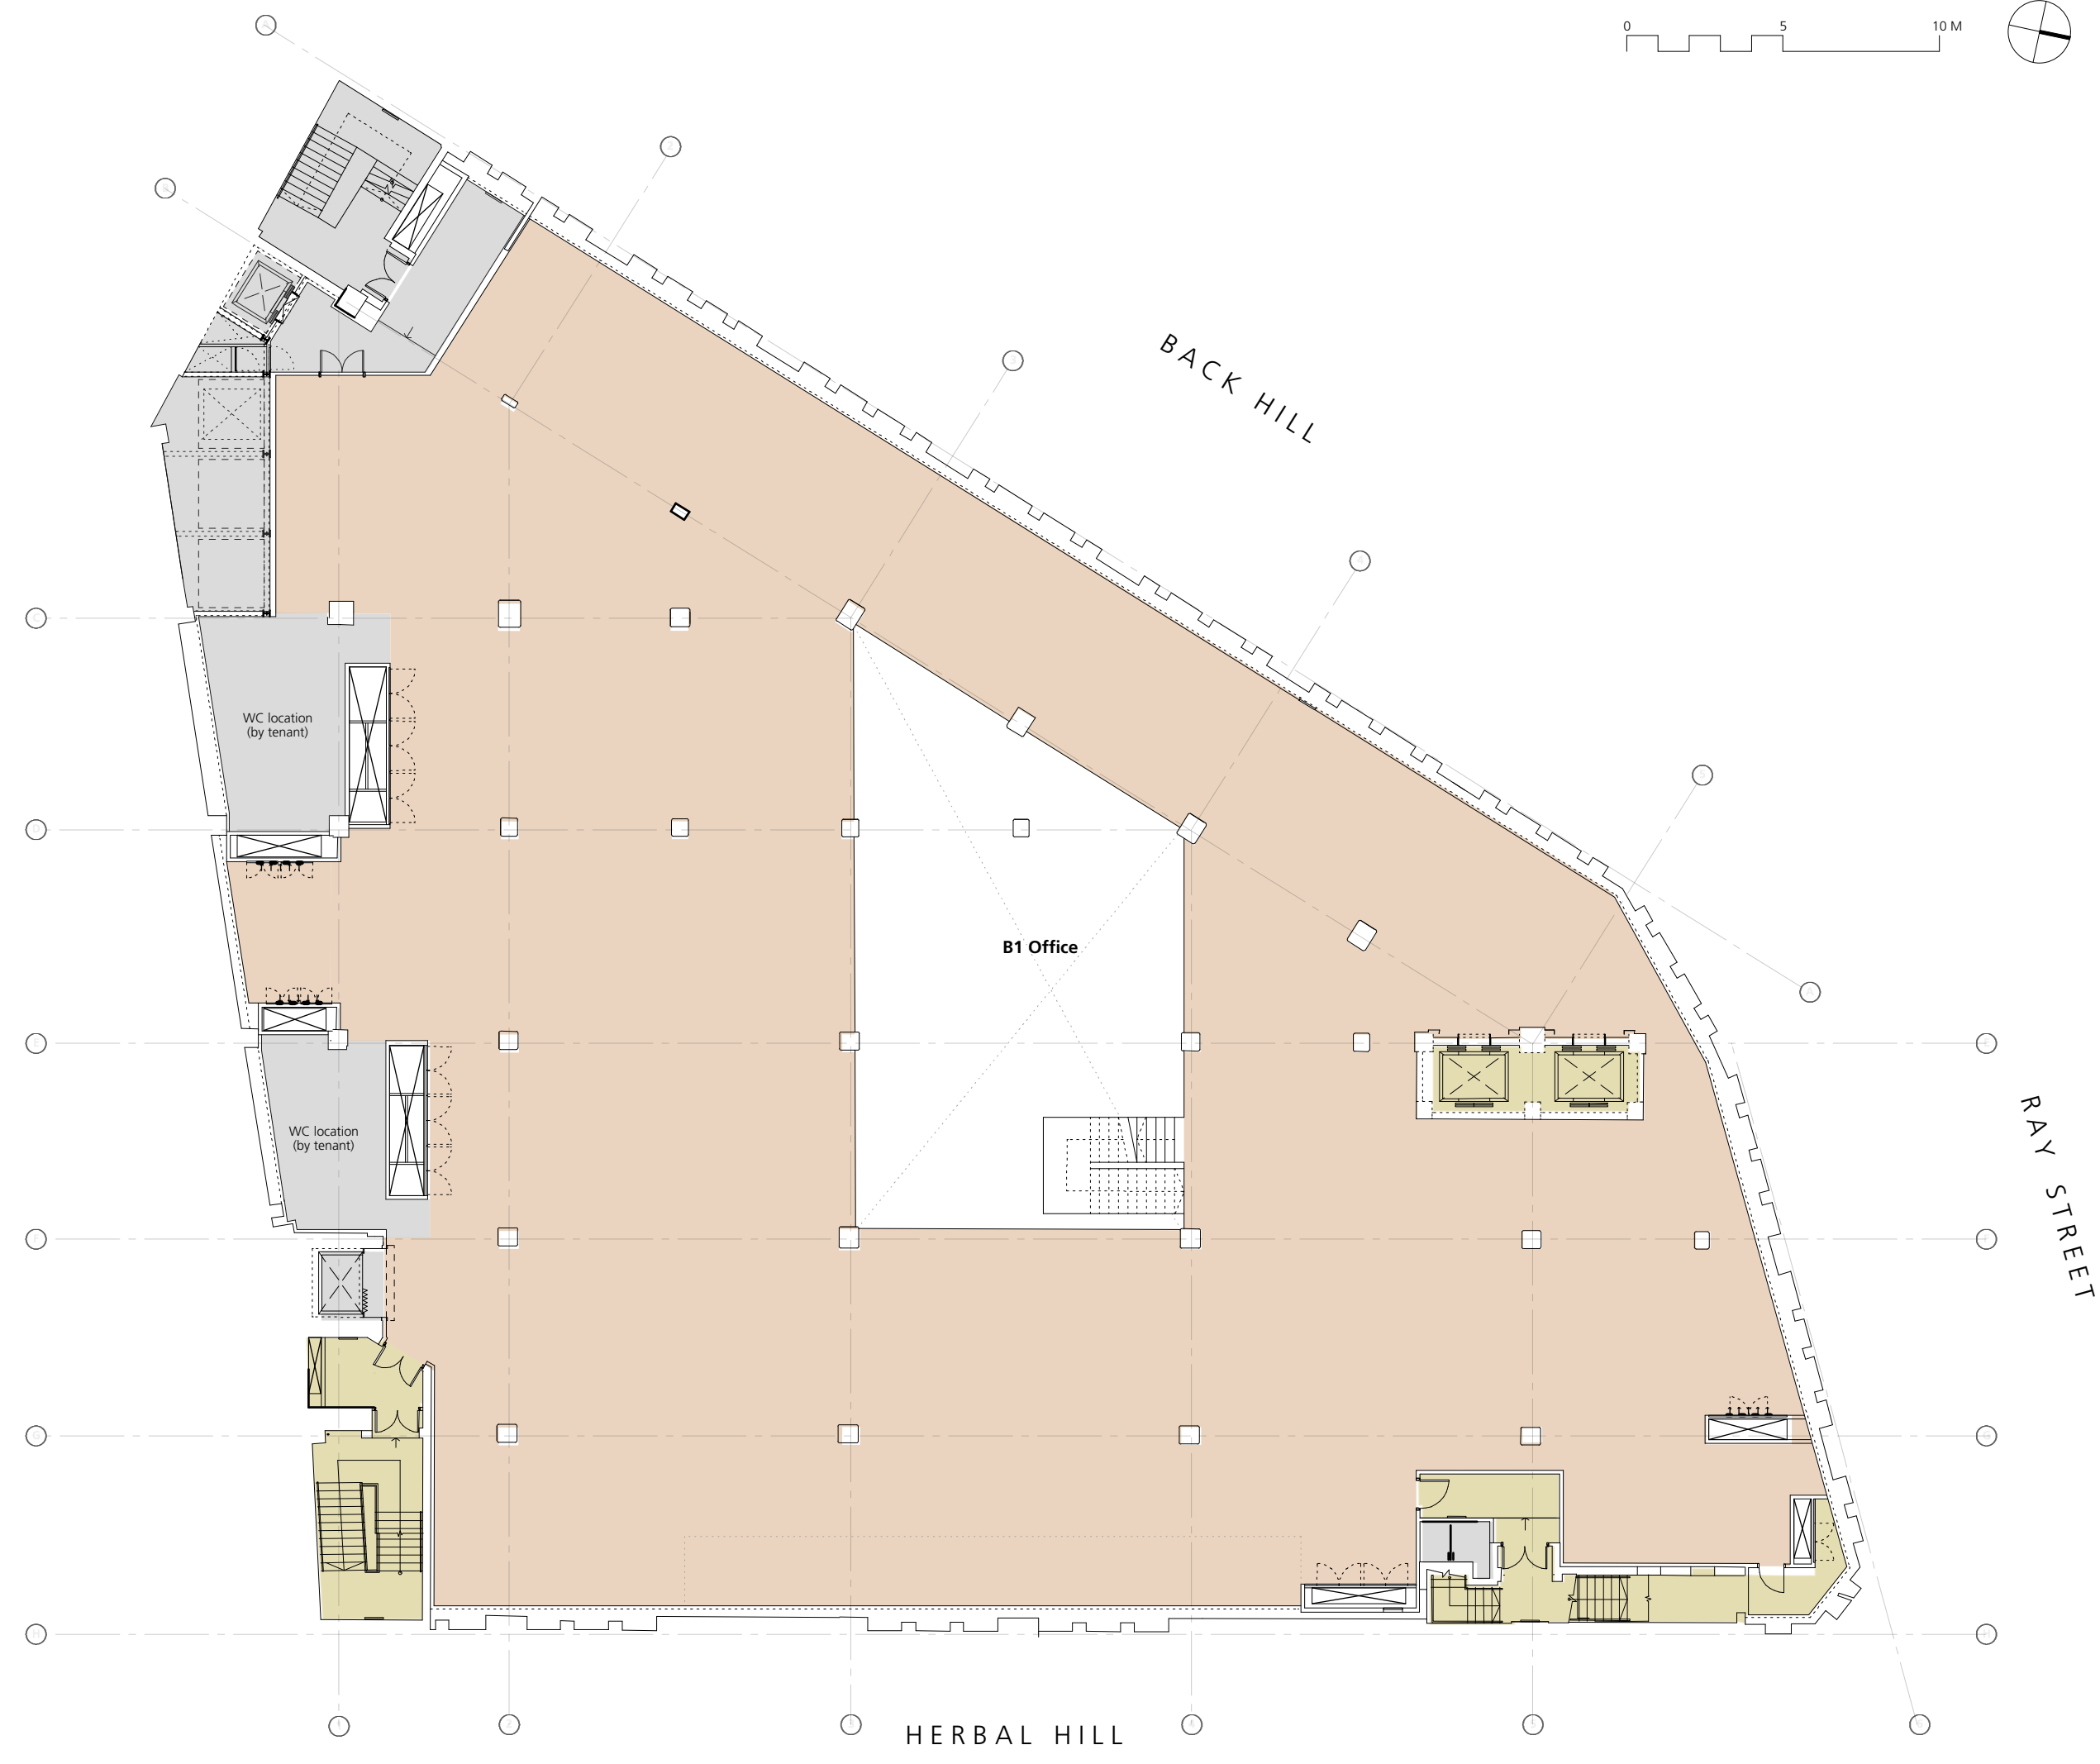 0 5 10 M
BACK HILL
WC location
(by tenant)
B1 Office
WC location
(by tenant)
RAY STREET
HERBAL HILL